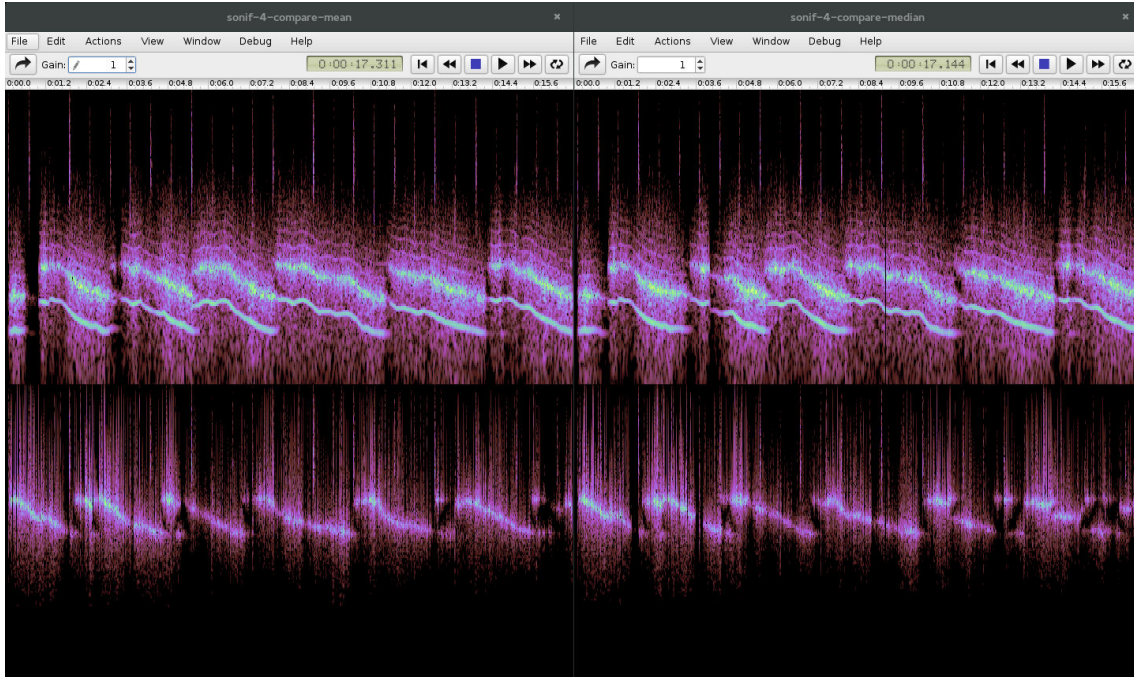 sonif-4-compare-mean ×
File Edit Actions View Window Debug Help
Gain: 1 0:00:17.311
0:00.0 0:01.2 0:02.4 0:03.6 0:04.8 0:06.0 0:07.2 0:08.4 0:09.6 0:10.8 0:12.0 0:13.2 0:14.4 0:15.6
sonif-4-compare-median ×
File Edit Actions View Window Debug Help
Gain: 1 0:00:17.144
0:00.0 0:01.2 0:02.4 0:03.6 0:04.8 0:06.0 0:07.2 0:08.4 0:09.6 0:10.8 0:12.0 0:13.2 0:14.4 0:15.6